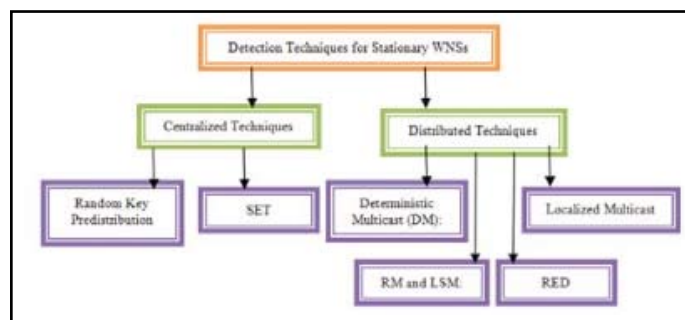 Detection Techniques for Stationary WNSs
Centralized Techniques
Distributed Techniques
Random Key
Predistribution
SET
Deterministic
Multicast (DM):
Localized Multicast
RM and LSM:
RED